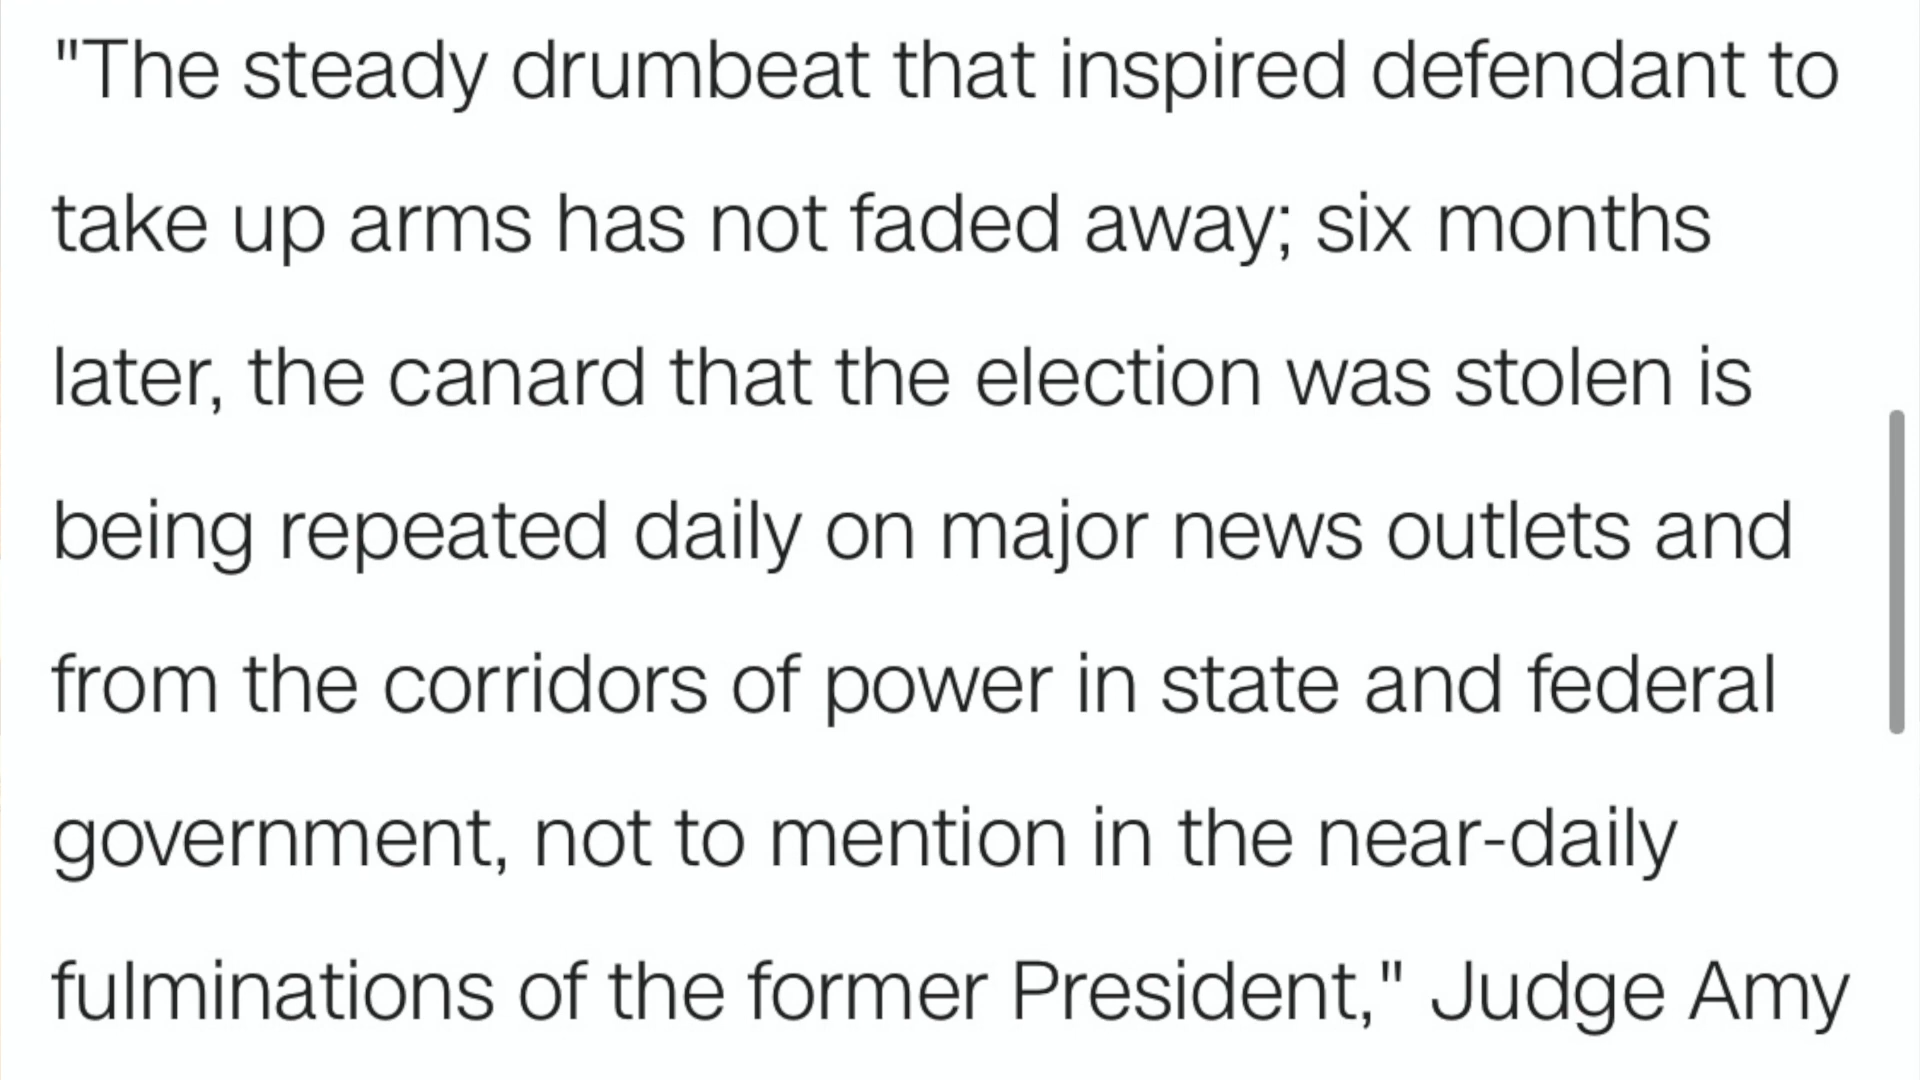 "The steady drumbeat that inspired defendant to
take up arms has not faded away; six months
later, the canard that the election was stolen is
being repeated daily on major news outlets and
from the corridors of power in state and federal
government, not to mention in the near-daily
fulminations of the former President," Judge Amy